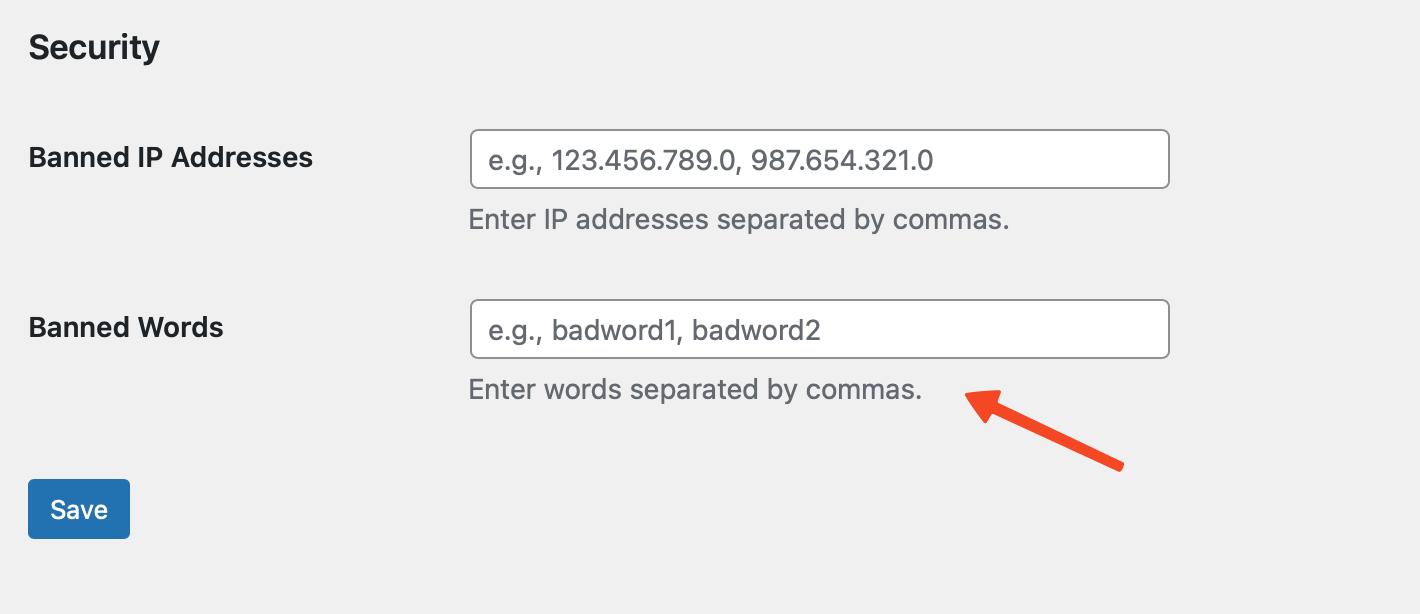 Security
Banned IP Addresses
e.g., 123.456.789.0, 987.654.321.0
Enter IP addresses separated by commas.
Banned Words
e.g., badword1, badword2
Enter words separated by commas.
Save